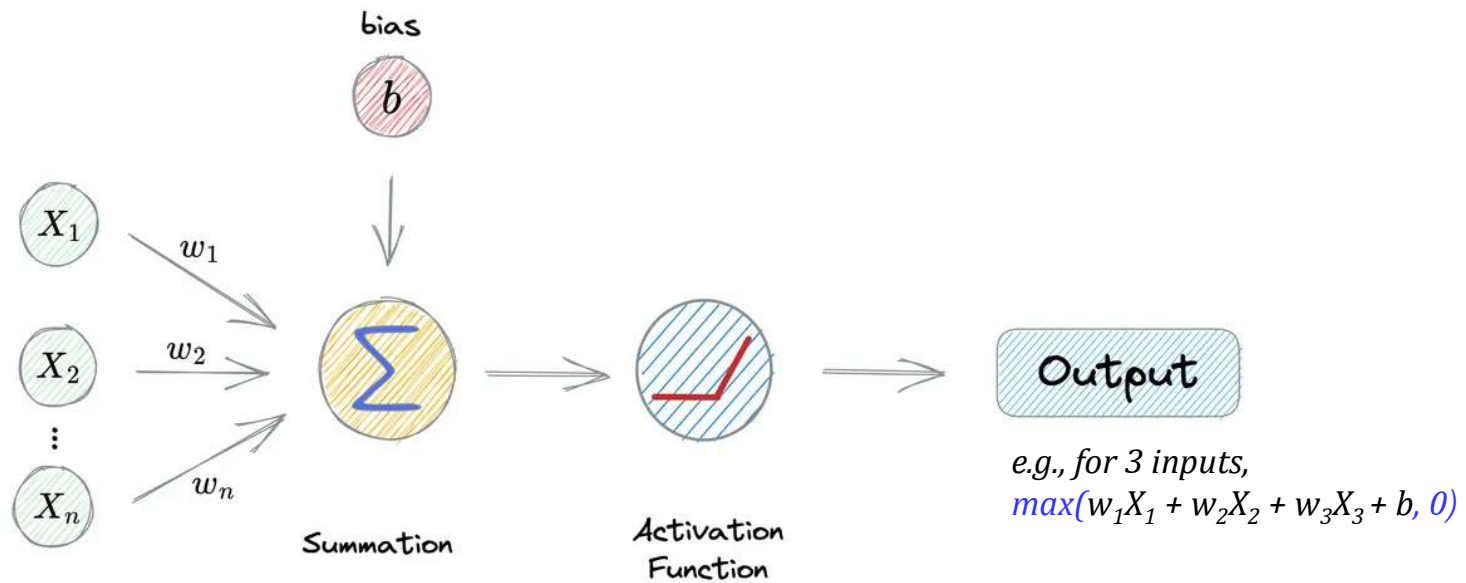 bias
b
X₁
w₁
X₂
w₂
⋮
Xₙ
wₙ
Σ
Summation
Activation
Function
Output
e.g., for 3 inputs,
max(w₁X₁ + w₂X₂ + w₃X₃ + b, 0)